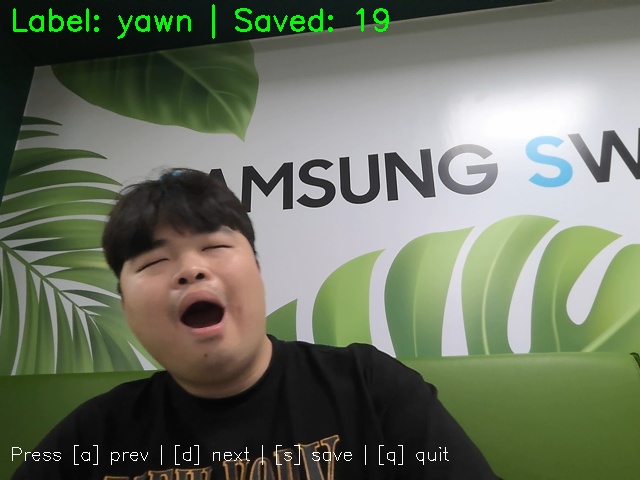 Label: yawn | Saved: 19
AMSUNG SW
Press [a] prev | [d] next | [s] save | [q] quit